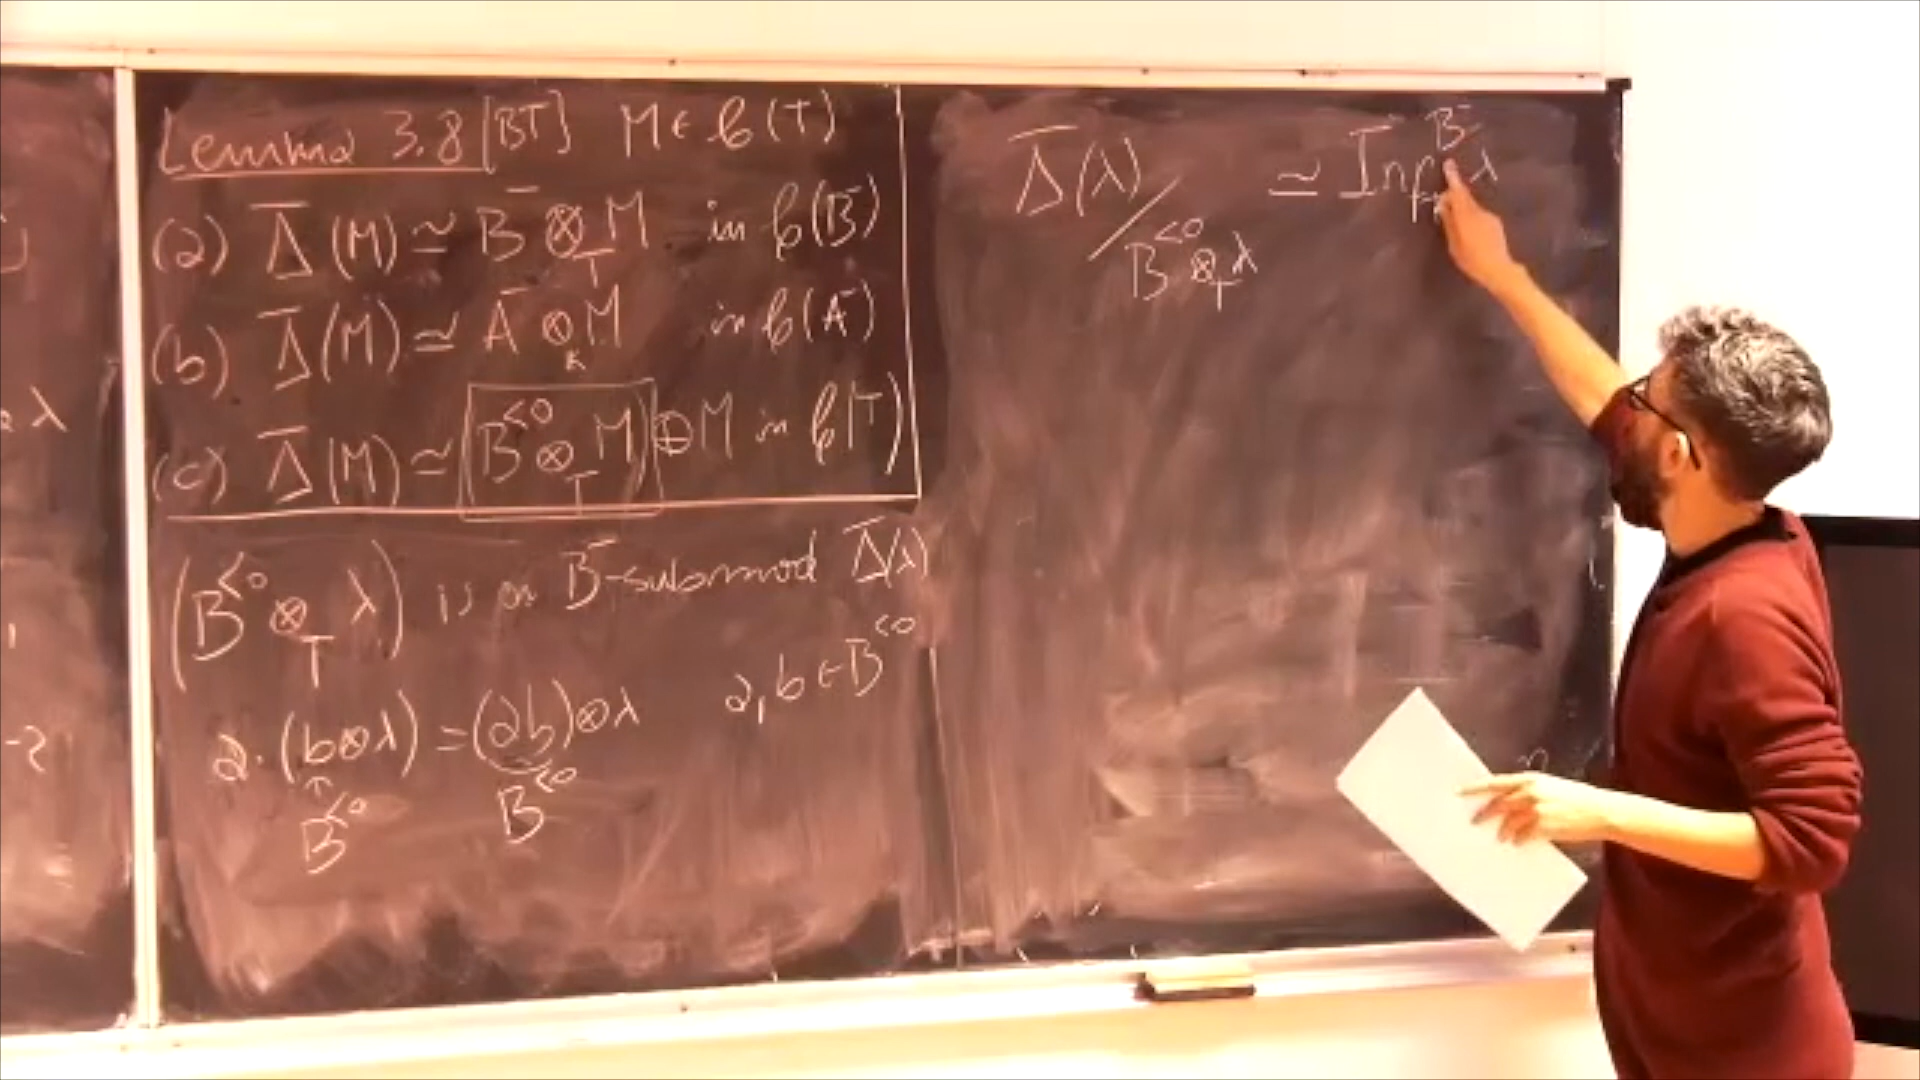 Lemma 3.8 [BT] M ∈ 𝒞(T)
(a) Δ̄(M) ≃ B⁻ ⊗_T M in 𝒞(B⁻)
(b) Δ̄(M) ≃ A⁻ ⊗_K M in 𝒞(A⁻)
(c) Δ̄(M) ≃ (B^{<0} ⊗_T M) ⊕ M in 𝒞(T)
(B^{<0} ⊗_T λ) is a B⁻-submod Δ̄(λ)
a·(b⊗λ) = (ab)⊗λ a,b ∈ B^{<0}
↑
B^{<0} B^{<0}
Δ̄(λ) / B^{<0} ⊗_T λ ≃ Inf^{B⁻} λ
λ
-2